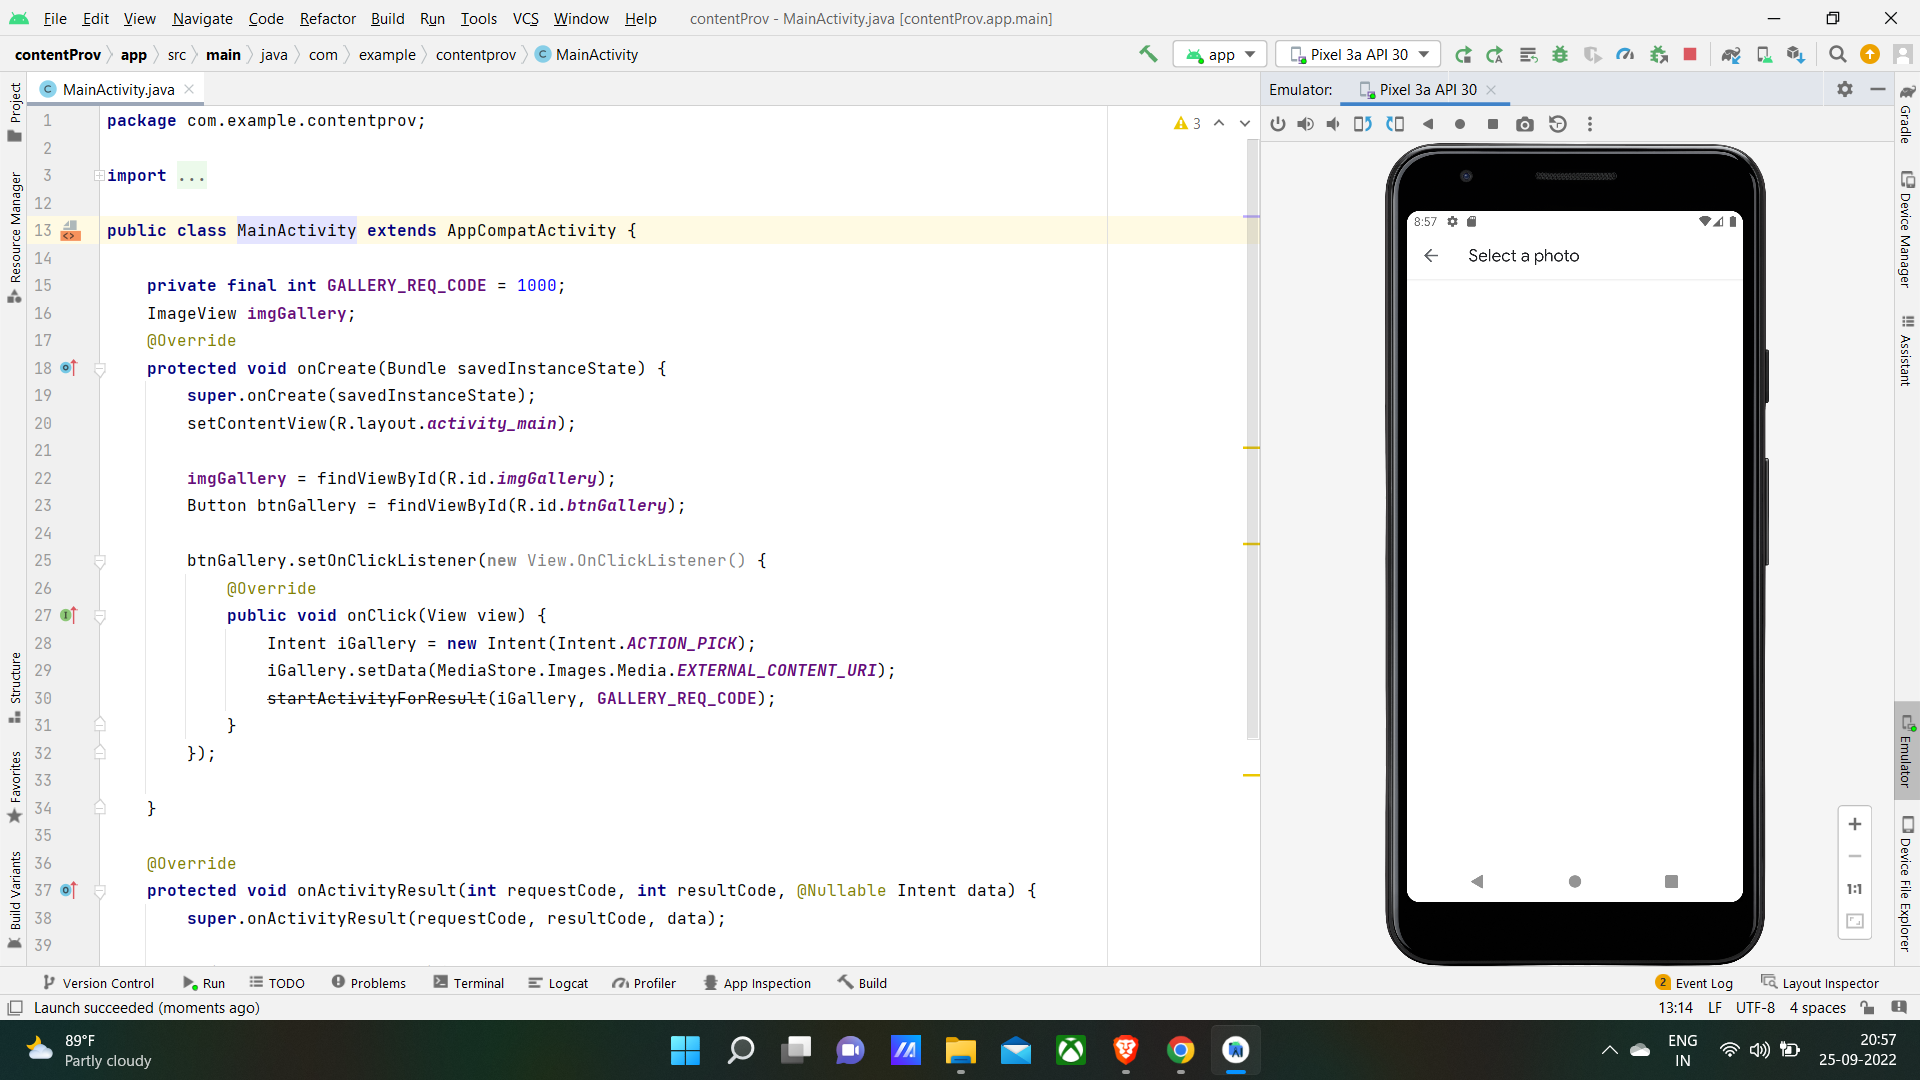 File Edit View Navigate Code Refactor Build Run Tools VCS Window Help contentProv - MainActivity.java [contentProv.app.main]
contentProv app src main java com example contentprov MainActivity app Pixel 3a API 30
MainActivity.java
Emulator: Pixel 3a API 30
Project
Resource Manager
Structure
Favorites
Build Variants
3
1 package com.example.contentprov;
2
3 import ...
12
13 public class MainActivity extends AppCompatActivity {
14
15 private final int GALLERY_REQ_CODE = 1000;
16 ImageView imgGallery;
17 @Override
18 protected void onCreate(Bundle savedInstanceState) {
19 super.onCreate(savedInstanceState);
20 setContentView(R.layout.activity_main);
21
22 imgGallery = findViewById(R.id.imgGallery);
23 Button btnGallery = findViewById(R.id.btnGallery);
24
25 btnGallery.setOnClickListener(new View.OnClickListener() {
26 @Override
27 public void onClick(View view) {
28 Intent iGallery = new Intent(Intent.ACTION_PICK);
29 iGallery.setData(MediaStore.Images.Media.EXTERNAL_CONTENT_URI);
30 startActivityForResult(iGallery, GALLERY_REQ_CODE);
31 }
32 });
33
34 }
35
36 @Override
37 protected void onActivityResult(int requestCode, int resultCode, @Nullable Intent data) {
38 super.onActivityResult(requestCode, resultCode, data);
39
8:57
Select a photo
1:1
Gradle
Device Manager
Assistant
Emulator
Device File Explorer
Version Control Run TODO Problems Terminal Logcat Profiler App Inspection Build 2 Event Log Layout Inspector
Launch succeeded (moments ago) 13:14 LF UTF-8 4 spaces
89°F
Partly cloudy
ENG
IN
20:57
25-09-2022